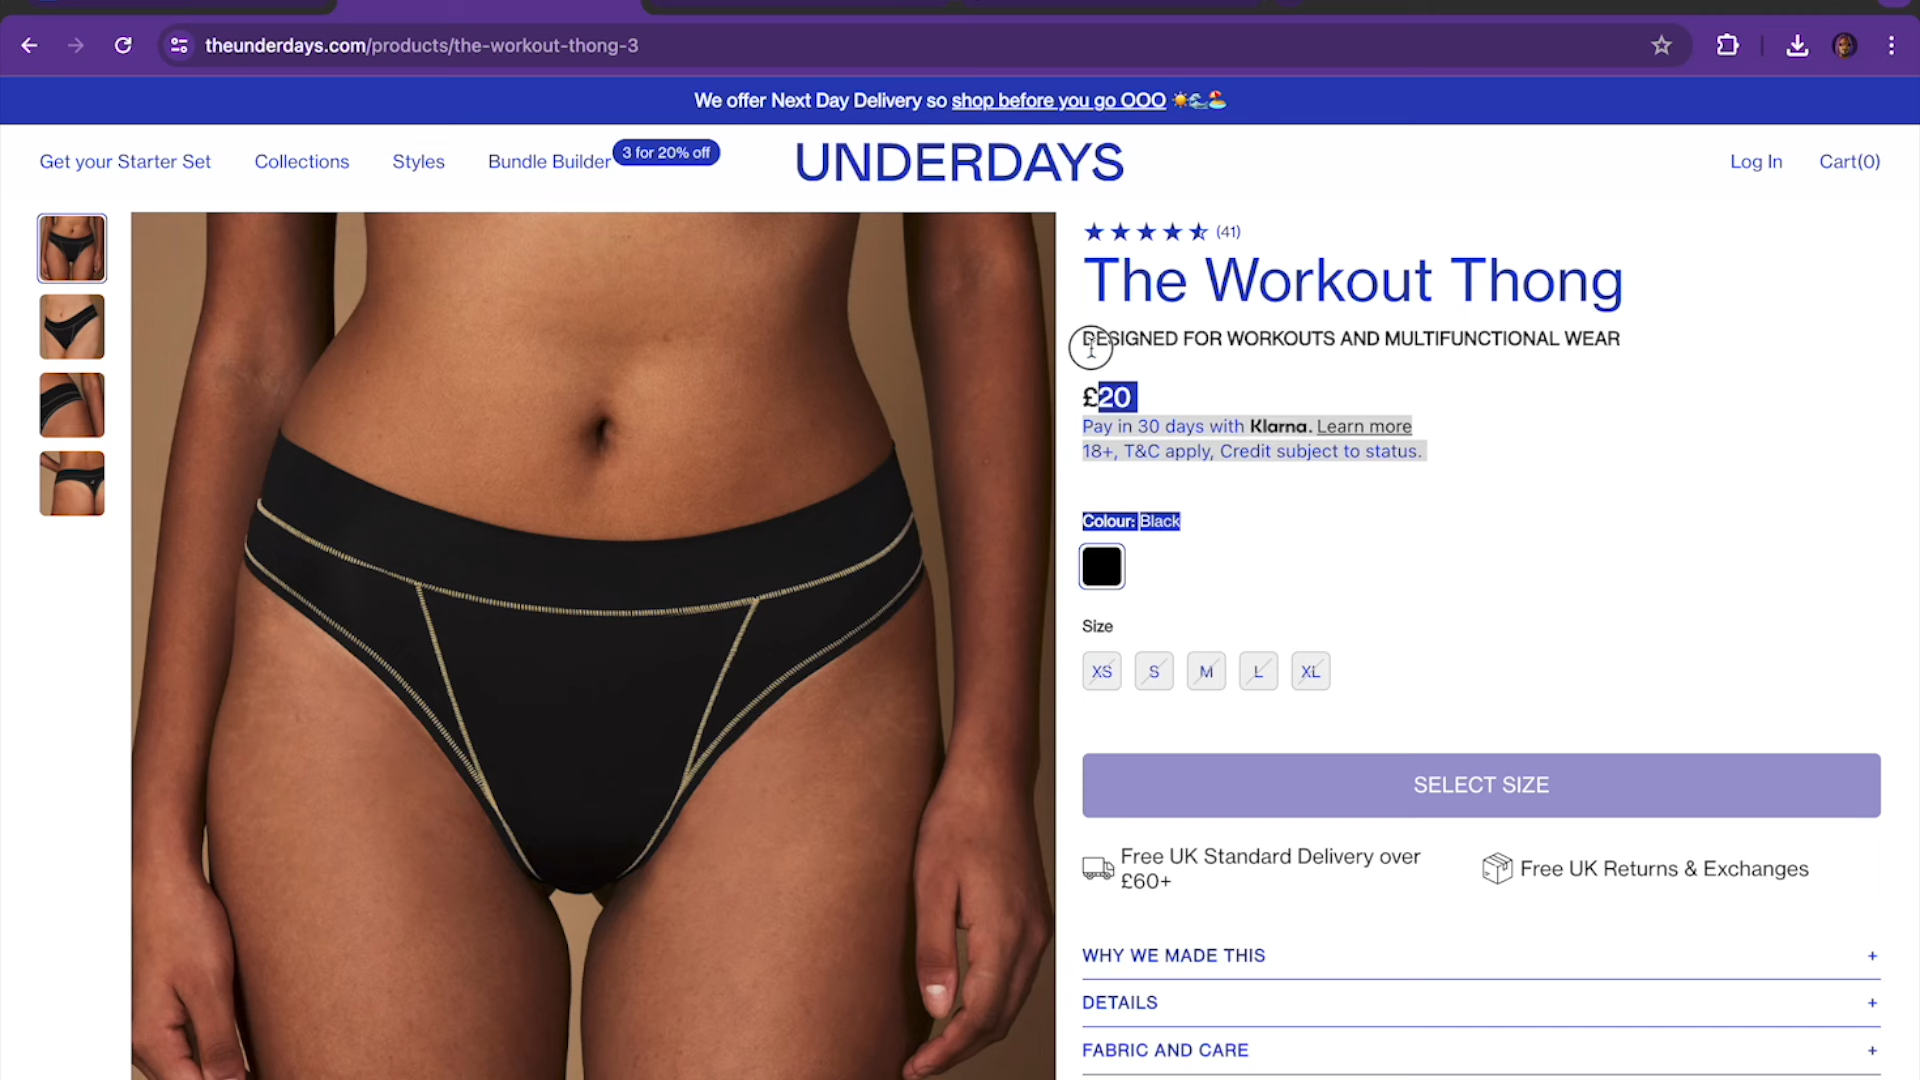 theunderdays.com/products/the-workout-thong-3
We offer Next Day Delivery so shop before you go OOO
Get your Starter Set
Collections
Styles
Bundle Builder
3 for 20% off
UNDERDAYS
Log In
Cart(0)
(41)
The Workout Thong
DESIGNED FOR WORKOUTS AND MULTIFUNCTIONAL WEAR
£20
Pay in 30 days with Klarna. Learn more
18+, T&C apply, Credit subject to status.
Colour: Black
Size
XS
S
M
L
XL
SELECT SIZE
Free UK Standard Delivery over
£60+
Free UK Returns & Exchanges
WHY WE MADE THIS +
DETAILS +
FABRIC AND CARE +